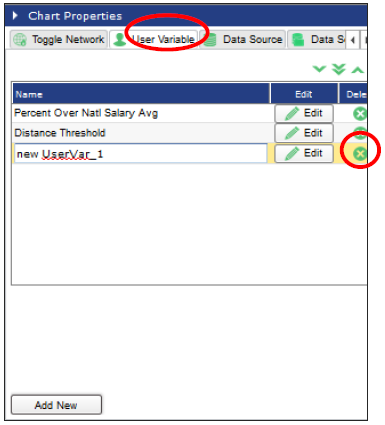 Chart Properties
Toggle Network User Variable Data Source Data S
Name Edit Dele
Percent Over Natl Salary Avg Edit
Distance Threshold Edit
new UserVar_1 Edit
Add New